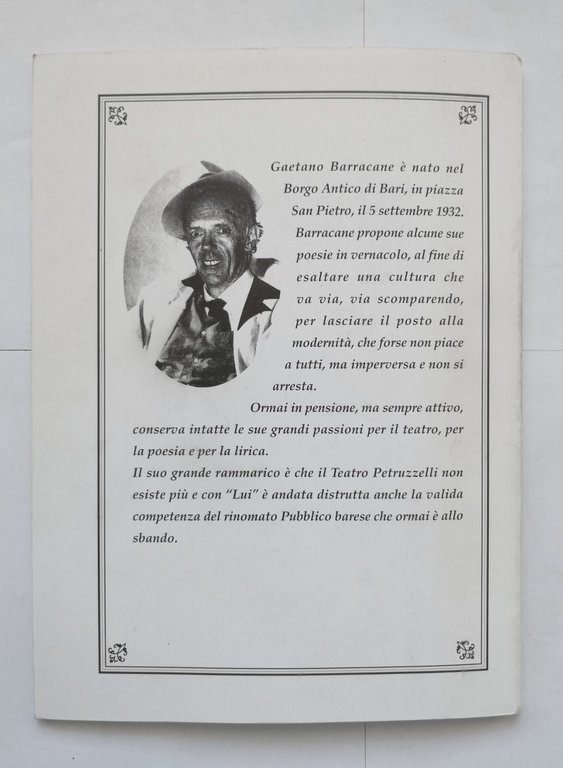 Gaetano Barracane è nato nel
Borgo Antico di Bari, in piazza
San Pietro, il 5 settembre 1932.
Barracane propone alcune sue
poesie in vernacolo, al fine di
esaltare una cultura che
va via, via scomparendo,
per lasciare il posto alla
modernità, che forse non piace
a tutti, ma imperversa e non si
arresta.
Ormai in pensione, ma sempre attivo,
conserva intatte le sue grandi passioni per il teatro, per
la poesia e per la lirica.
Il suo grande rammarico è che il Teatro Petruzzelli non
esiste più e con “Lui” è andata distrutta anche la valida
competenza del rinomato Pubblico barese che ormai è allo
sbando.